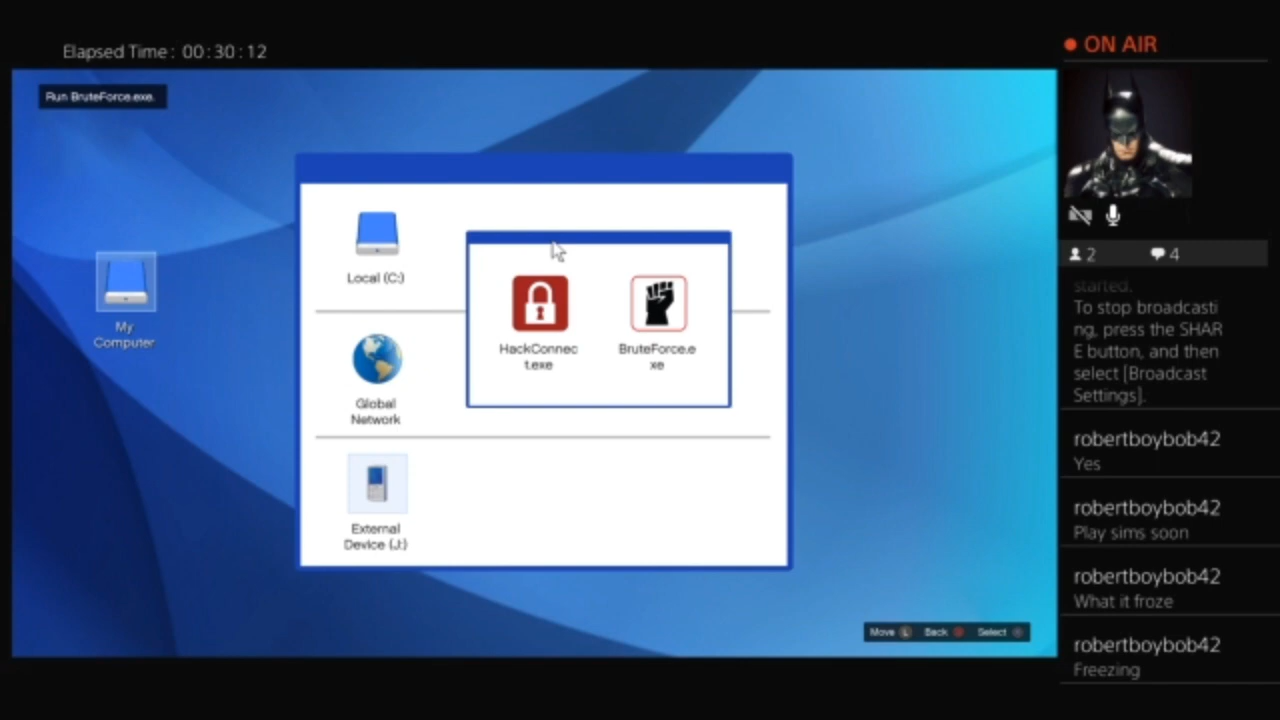 Elapsed Time: 00:30:12
ON AIR
Run BruteForce.exe.
Local (C:)
HackConnec
t.exe
BruteForce.e
xe
My
Computer
Global
Network
External
Device (J:)
Move L Back Select
2 4
started.
To stop broadcasti
ng, press the SHAR
E button, and then
select [Broadcast
Settings].
robertboybob42
Yes
robertboybob42
Play sims soon
robertboybob42
What it froze
robertboybob42
Freezing